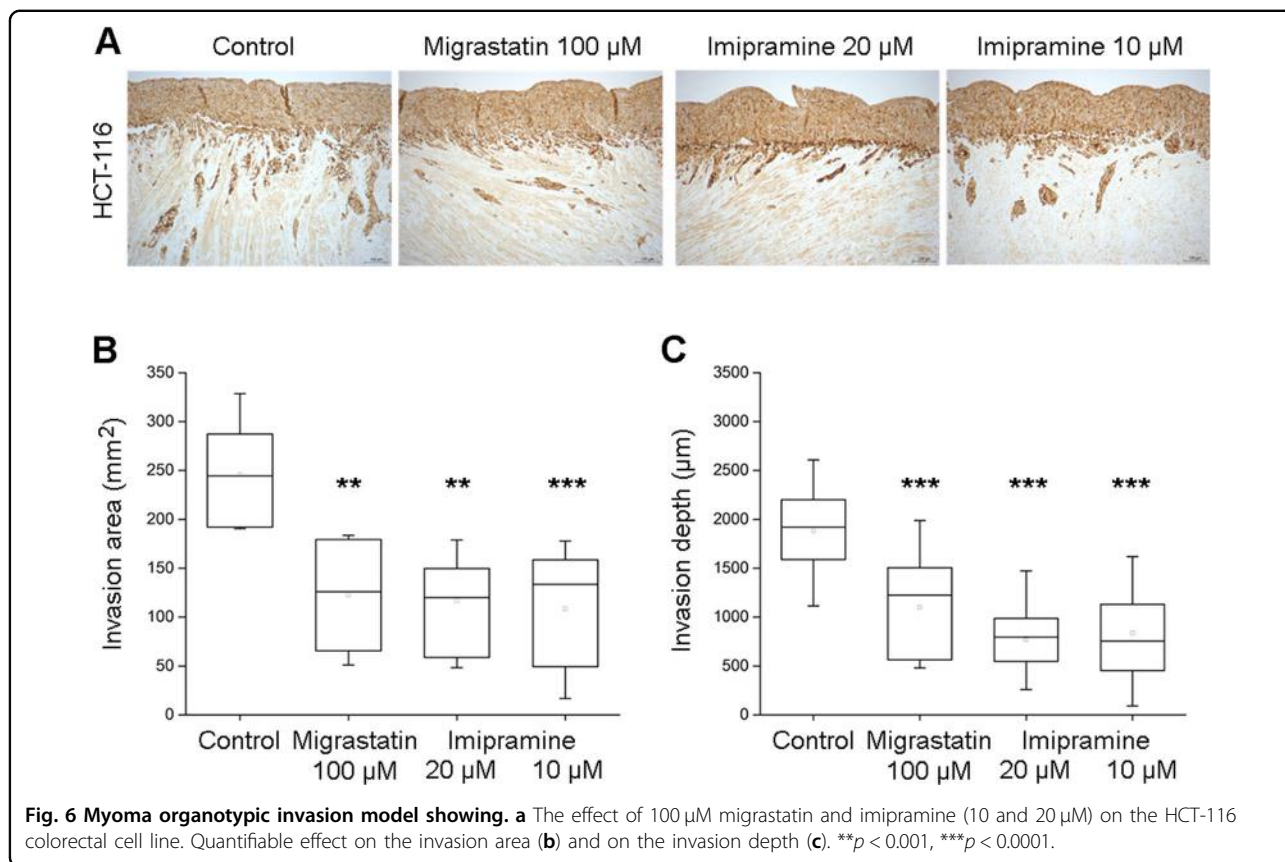 A
Control Migrastatin 100 µM Imipramine 20 µM Imipramine 10 µM
HCT-116
B
Invasion area (mm2)
350
300
250
200
150
100
50
0
** ** ***
Control Migrastatin Imipramine
100 µM 20 µM 10 µM
C
Invasion depth (µm)
3500
3000
2500
2000
1500
1000
500
0
*** *** ***
Control Migrastatin Imipramine
100 µM 20 µM 10 µM
Fig. 6 Myoma organotypic invasion model showing. a The effect of 100 µM migrastatin and imipramine (10 and 20 µM) on the HCT-116
colorectal cell line. Quantifiable effect on the invasion area (b) and on the invasion depth (c). **p < 0.001, ***p < 0.0001.